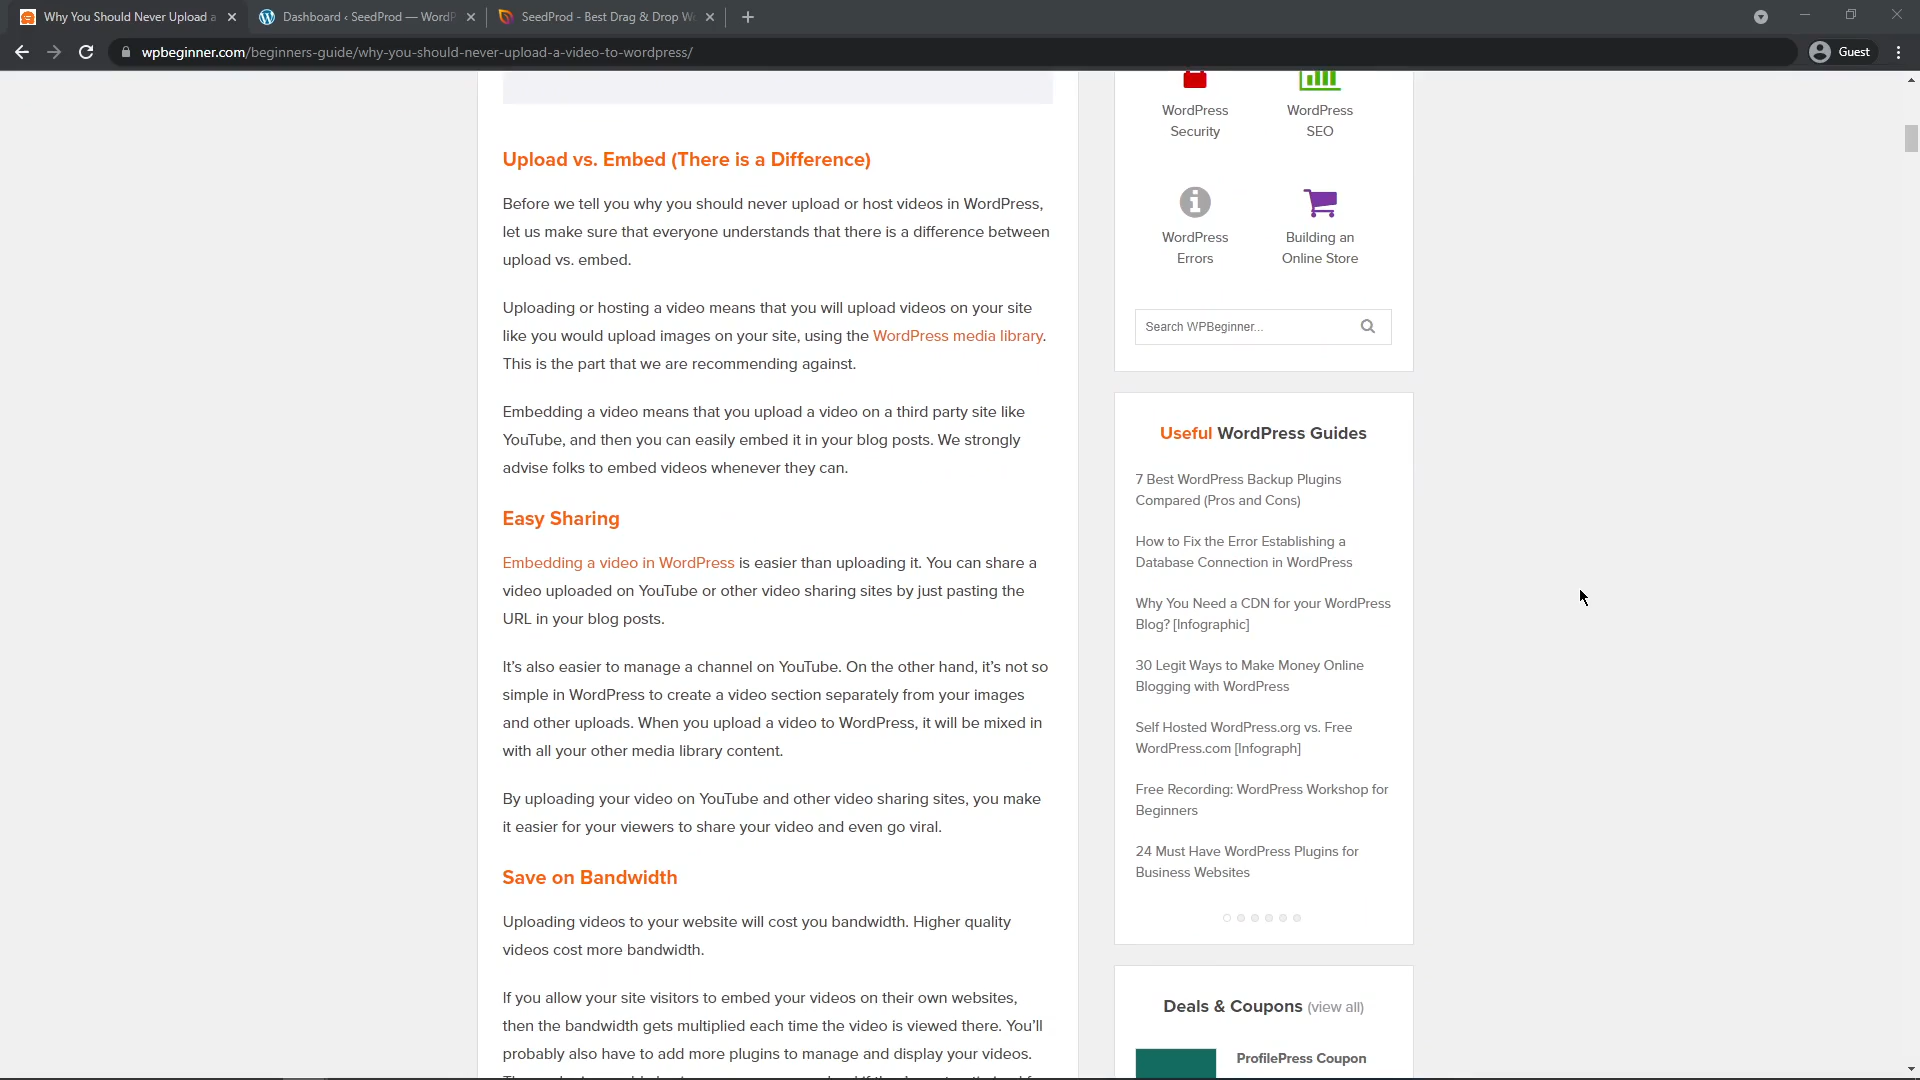 Why You Should Never Upload a
Dashboard ‹ SeedProd — WordP
SeedProd - Best Drag & Drop W
wpbeginner.com/beginners-guide/why-you-should-never-upload-a-video-to-wordpress/
Guest
Upload vs. Embed (There is a Difference)
Before we tell you why you should never upload or host videos in WordPress,
let us make sure that everyone understands that there is a difference between
upload vs. embed.
Uploading or hosting a video means that you will upload videos on your site
like you would upload images on your site, using the WordPress media library.
This is the part that we are recommending against.
Embedding a video means that you upload a video on a third party site like
YouTube, and then you can easily embed it in your blog posts. We strongly
advise folks to embed videos whenever they can.
Easy Sharing
Embedding a video in WordPress is easier than uploading it. You can share a
video uploaded on YouTube or other video sharing sites by just pasting the
URL in your blog posts.
It’s also easier to manage a channel on YouTube. On the other hand, it’s not so
simple in WordPress to create a video section separately from your images
and other uploads. When you upload a video to WordPress, it will be mixed in
with all your other media library content.
By uploading your video on YouTube and other video sharing sites, you make
it easier for your viewers to share your video and even go viral.
Save on Bandwidth
Uploading videos to your website will cost you bandwidth. Higher quality
videos cost more bandwidth.
If you allow your site visitors to embed your videos on their own websites,
then the bandwidth gets multiplied each time the video is viewed there. You’ll
probably also have to add more plugins to manage and display your videos.
WordPress
Security
WordPress
SEO
WordPress
Errors
Building an
Online Store
Search WPBeginner...
Useful WordPress Guides
7 Best WordPress Backup Plugins
Compared (Pros and Cons)
How to Fix the Error Establishing a
Database Connection in WordPress
Why You Need a CDN for your WordPress
Blog? [Infographic]
30 Legit Ways to Make Money Online
Blogging with WordPress
Self Hosted WordPress.org vs. Free
WordPress.com [Infograph]
Free Recording: WordPress Workshop for
Beginners
24 Must Have WordPress Plugins for
Business Websites
Deals & Coupons (view all)
ProfilePress Coupon